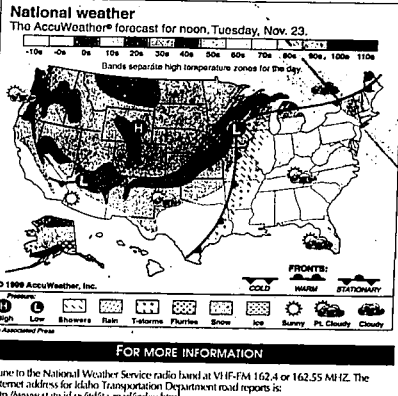 National weather
The AccuWeather® forecast for noon, Tuesday, Nov. 23.
-10s -0s 0s 10s 20s 30s 40s 50s 60s 70s 80s 90s 100s 110s
Bands separate high temperature zones for the day.
H
L
L
© 1999 AccuWeather, Inc.
FRONTS:
COLD WARM STATIONARY
Pressure:
H L
High Low Showers Rain T-storms Flurries Snow Ice Sunny Pt. Cloudy Cloudy
Associated Press
FOR MORE INFORMATION
une to the National Weather Service radio band at VHF-FM 162.4 or 162.55 MHZ. The
ternet address for Idaho Transportation Department road reports is: